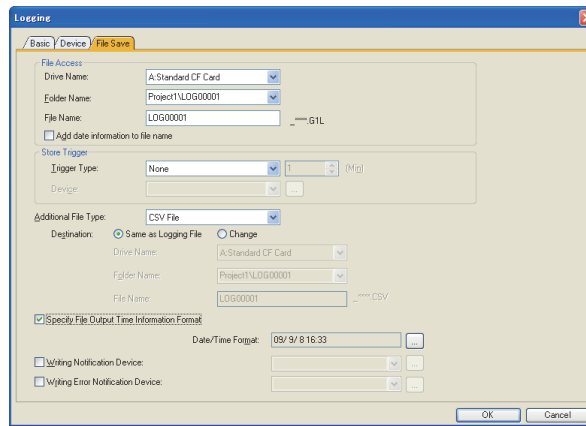 Logging
Basic Device File Save
File Access
Drive Name: A:Standard CF Card
Folder Name: Project1\LOG00001
File Name: LOG00001 _****.G1L
Add date information to file name
Store Trigger
Trigger Type: None 1 (Min)
Device: ...
Additional File Type: CSV File
Destination: Same as Logging File Change
Drive Name: A:Standard CF Card
Folder Name: Project1\LOG00001
File Name: LOG00001 _****.CSV
Specify File Output Time Information Format
Date/Time Format: 09/ 9/ 8 16:33 ...
Writing Notification Device: ...
Writing Error Notification Device: ...
OK Cancel